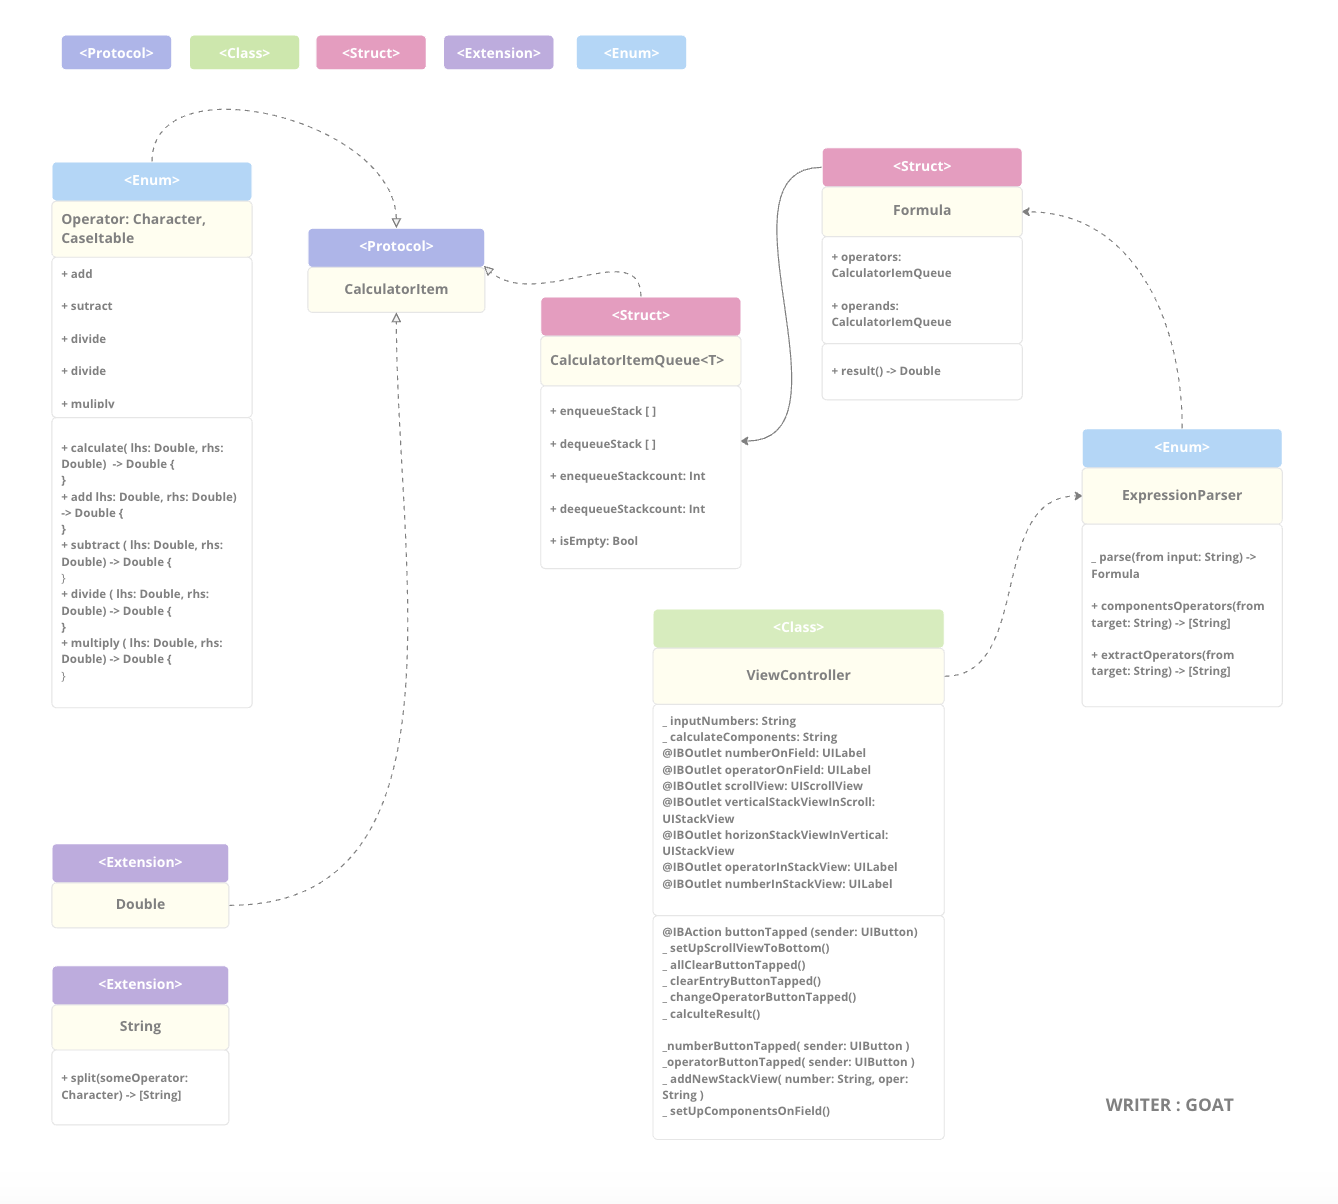 <Protocol>
<Class>
<Struct>
<Extension>
<Enum>
<Enum>
Operator: Character,
CaseItable
+ add
+ sutract
+ divide
+ divide
+ muliply
+ calculate( lhs: Double, rhs:
Double)  -> Double {
}
+ add lhs: Double, rhs: Double)
-> Double {
}
+ subtract ( lhs: Double, rhs:
Double) -> Double {
}
+ divide ( lhs: Double, rhs:
Double) -> Double {
}
+ multiply ( lhs: Double, rhs:
Double) -> Double {
}
<Protocol>
CalculatorItem
<Struct>
CalculatorItemQueue<T>
+ enqueueStack [ ]
+ dequeueStack [ ]
+ enequeueStackcount: Int
+ deequeueStackcount: Int
+ isEmpty: Bool
<Struct>
Formula
+ operators:
CalculatorIemQueue
+ operands:
CalculatorIemQueue
+ result() -> Double
<Enum>
ExpressionParser
_ parse(from input: String) ->
Formula
+ componentsOperators(from
target: String) -> [String]
+ extractOperators(from
target: String) -> [String]
<Class>
ViewController
_ inputNumbers: String
_ calculateComponents: String
@IBOutlet numberOnField: UILabel
@IBOutlet operatorOnField: UILabel
@IBOutlet scrollView: UIScrollView
@IBOutlet verticalStackViewInScroll:
UIStackView
@IBOutlet horizonStackViewInVertical:
UIStackView
@IBOutlet operatorInStackView: UILabel
@IBOutlet numberInStackView: UILabel
@IBAction buttonTapped (sender: UIButton)
_ setUpScrollViewToBottom()
_ allClearButtonTapped()
_ clearEntryButtonTapped()
_ changeOperatorButtonTapped()
_ calculteResult()
_numberButtonTapped( sender: UIButton )
_operatorButtonTapped( sender: UIButton )
_ addNewStackView( number: String, oper:
String )
_ setUpComponentsOnField()
<Extension>
Double
<Extension>
String
+ split(someOperator:
Character) -> [String]
WRITER : GOAT